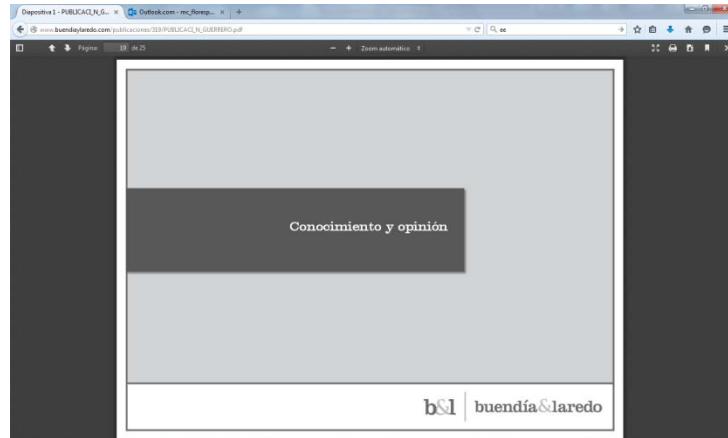 Diapositiva 1 - PUBLICACI_N_G...
Outlook.com - mc_floresp...
www.buendiaylaredo.com/publicaciones/319/PUBLICACI_N_GUERRERO.pdf
Página: 19 de 25
Zoom automático
Conocimiento y opinión
b&l buendía&laredo